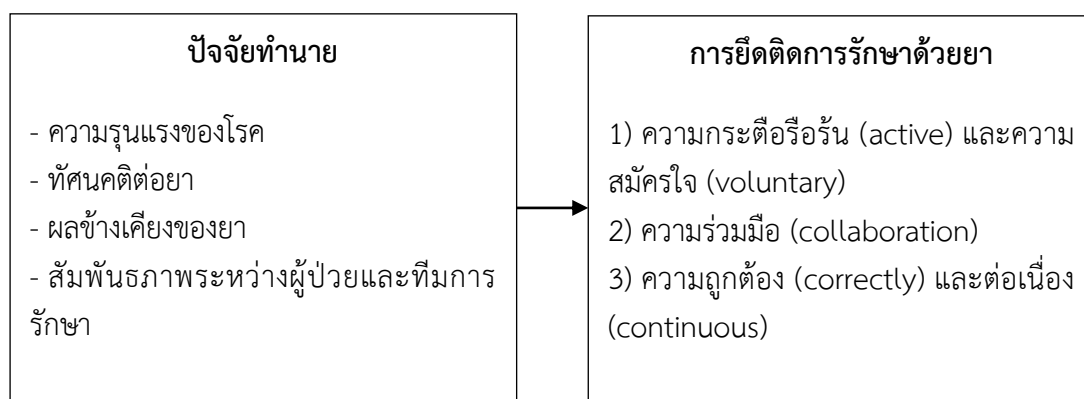 ปัจจัยทำนาย
- ความรุนแรงของโรค
- ทัศนคติต่อยา
- ผลข้างเคียงของยา
- สัมพันธภาพระหว่างผู้ป่วยและทีมการ
รักษา
การยึดติดการรักษาด้วยยา
1) ความกระตือรือร้น (active) และความ
สมัครใจ (voluntary)
2) ความร่วมมือ (collaboration)
3) ความถูกต้อง (correctly) และต่อเนื่อง
(continuous)